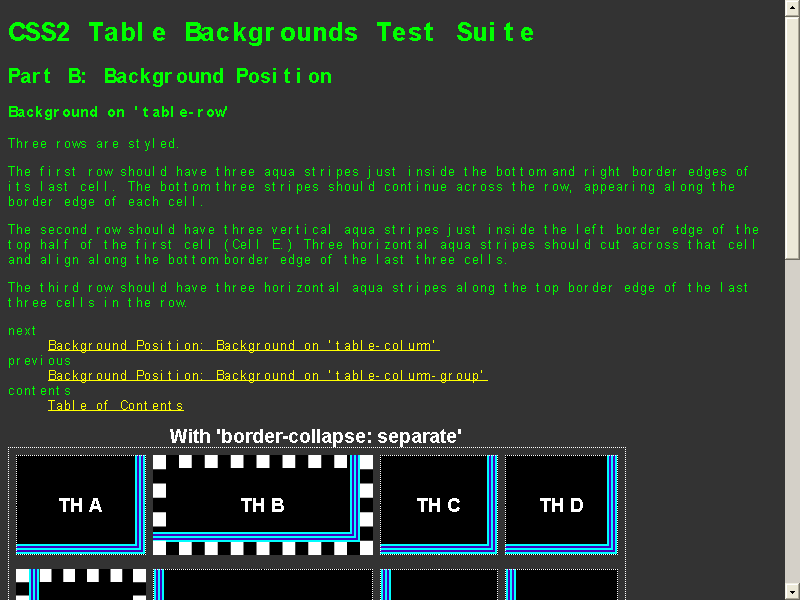 CSS2 Table Backgrounds Test Suite
Part B: Background Position
Background on 'table-row'
Three rows are styled.
The first row should have three aqua stripes just inside the bottom and right border edges of
its last cell. The bottom three stripes should continue across the row, appearing along the
border edge of each cell.
The second row should have three vertical aqua stripes just inside the left border edge of the
top half of the first cell (Cell E.) Three horizontal aqua stripes should cut across that cell
and align along the bottom border edge of the last three cells.
The third row should have three horizontal aqua stripes along the top border edge of the last
three cells in the row.
next
Background Position: Background on 'table-column'
previous
Background Position: Background on 'table-column-group'
contents
Table of Contents
With 'border-collapse: separate'
TH A TH B TH C TH D